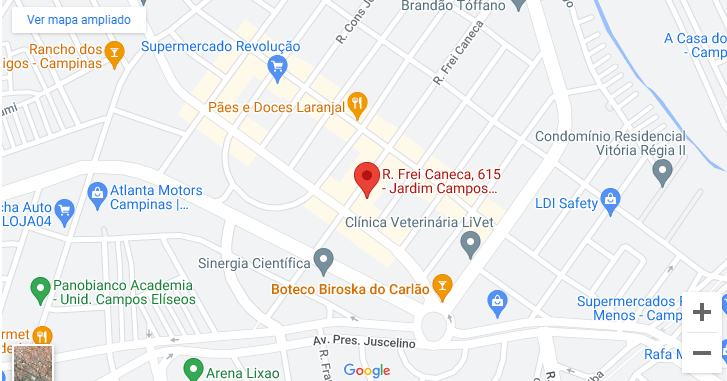 Ver mapa ampliado
Brandão Tóffano
R. Cons. J
R. Frei Caneca
Supermercado Revolução
Rancho dos
igos - Campinas
A Casa do
- Camp
Pães e Doces Laranjal
Condomínio Residencial
Vitória Régia II
R. Frei Caneca, 615
- Jardim Campos...
Atlanta Motors
Campinas |...
cha Auto
LOJA04
LDI Safety
Clínica Veterinária LiVet
Sinergia Científica
Panobianco Academia
- Unid. Campos Elíseos
Boteco Biroska do Carlão
Supermercados P
Menos - Camp
rmet
de
Av. Pres. Juscelino
Rafa M
R. Fra
Google
Arena Lixao